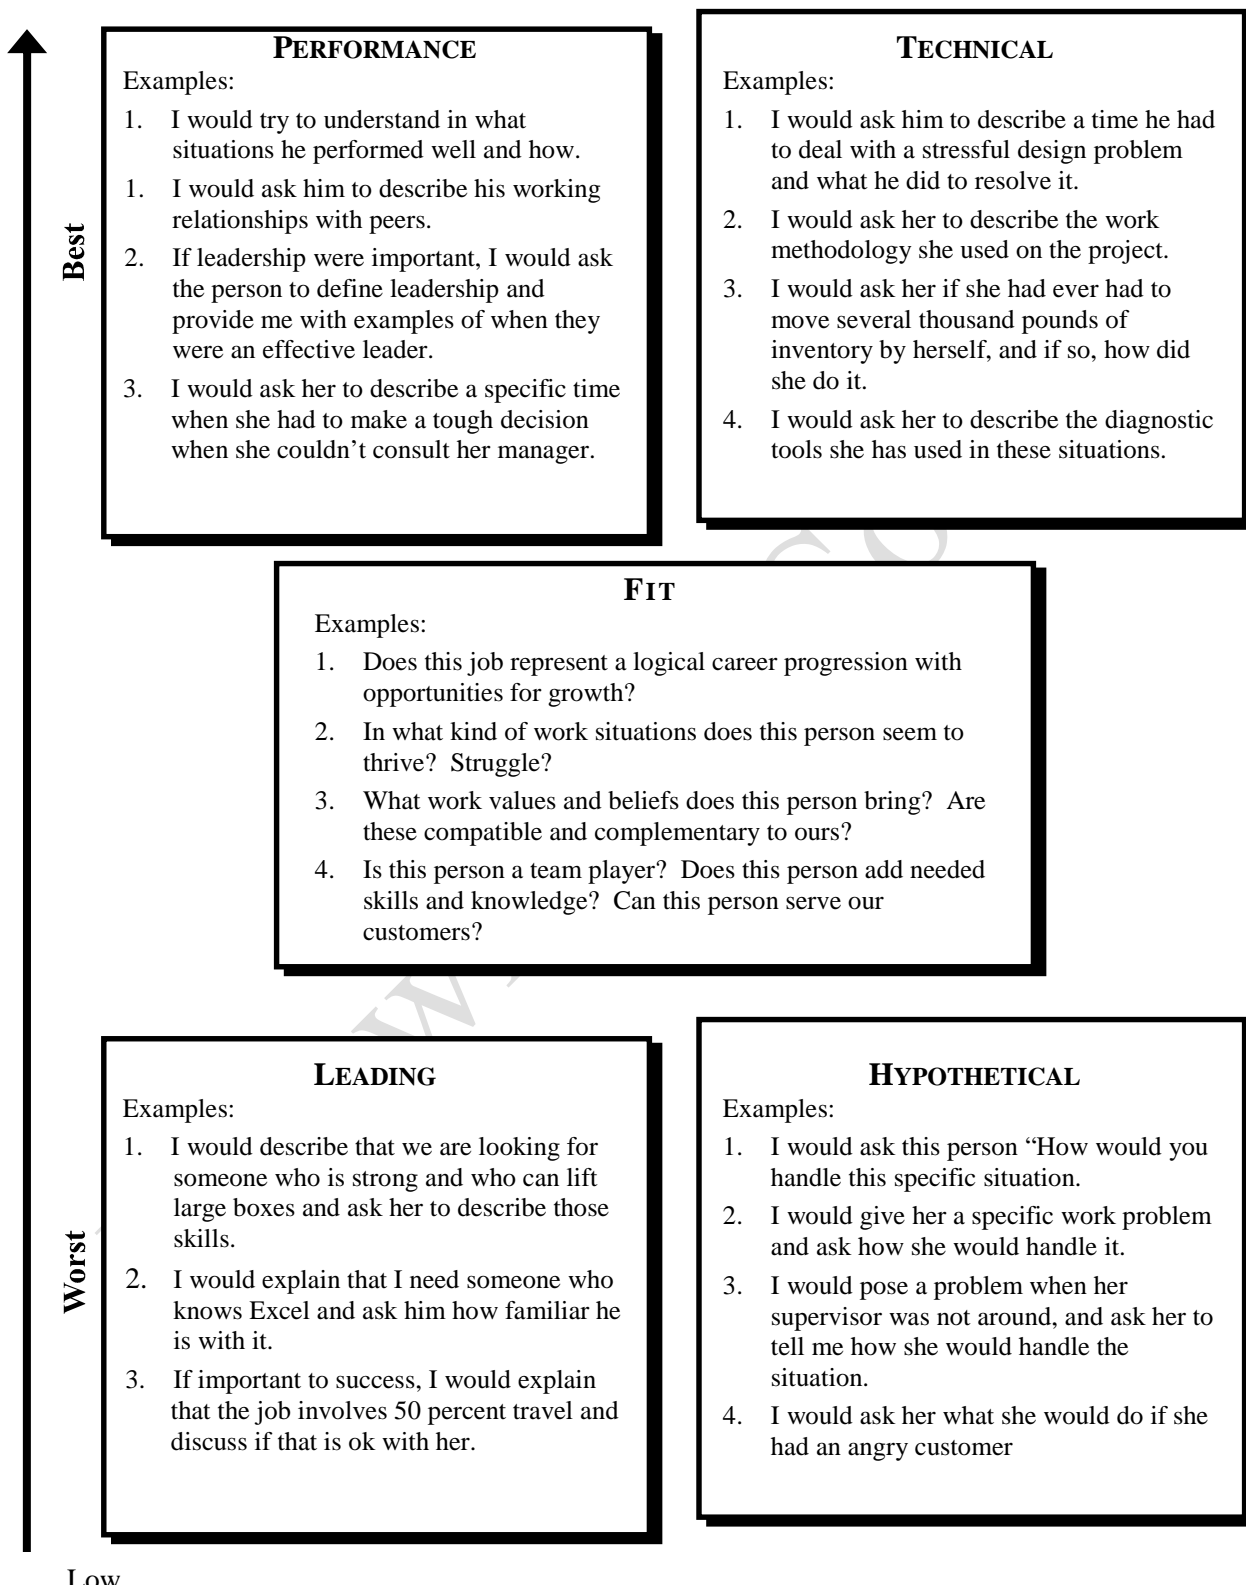 PERFORMANCE
Examples:
1. I would try to understand in what
situations he performed well and how.
1. I would ask him to describe his working
relationships with peers.
2. If leadership were important, I would ask
the person to define leadership and
provide me with examples of when they
were an effective leader.
3. I would ask her to describe a specific time
when she had to make a tough decision
when she couldn’t consult her manager.
TECHNICAL
Examples:
1. I would ask him to describe a time he had
to deal with a stressful design problem
and what he did to resolve it.
2. I would ask her to describe the work
methodology she used on the project.
3. I would ask her if she had ever had to
move several thousand pounds of
inventory by herself, and if so, how did
she do it.
4. I would ask her to describe the diagnostic
tools she has used in these situations.
Best
FIT
Examples:
1. Does this job represent a logical career progression with
opportunities for growth?
2. In what kind of work situations does this person seem to
thrive? Struggle?
3. What work values and beliefs does this person bring? Are
these compatible and complementary to ours?
4. Is this person a team player? Does this person add needed
skills and knowledge? Can this person serve our
customers?
Worst
LEADING
Examples:
1. I would describe that we are looking for
someone who is strong and who can lift
large boxes and ask her to describe those
skills.
2. I would explain that I need someone who
knows Excel and ask him how familiar he
is with it.
3. If important to success, I would explain
that the job involves 50 percent travel and
discuss if that is ok with her.
HYPOTHETICAL
Examples:
1. I would ask this person “How would you
handle this specific situation.
2. I would give her a specific work problem
and ask how she would handle it.
3. I would pose a problem when her
supervisor was not around, and ask her to
tell me how she would handle the
situation.
4. I would ask her what she would do if she
had an angry customer
Low